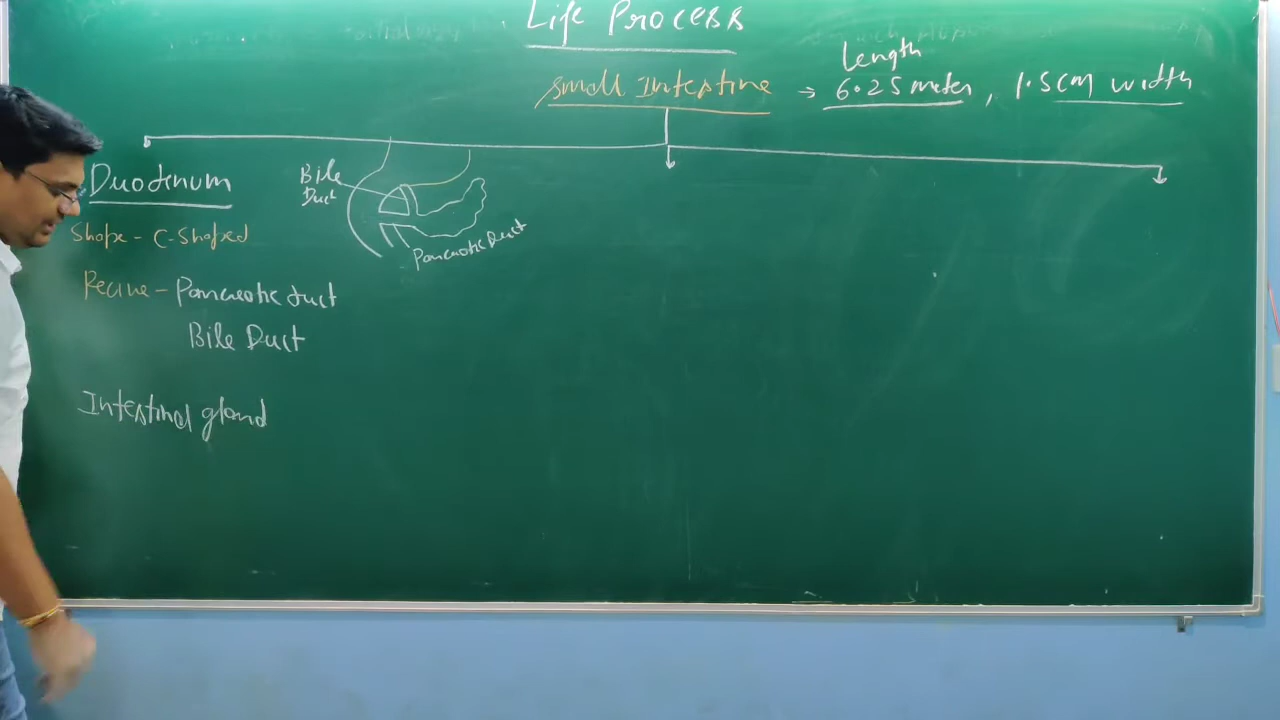 Life Process
Length
Small Intestine → 6.25 meter, 1.5 cm width
Duodenum
Bile
Duct
Pancreatic Duct
Shape - C-Shaped
Recive - Pancreatic duct
Bile Duct
Intestinal gland